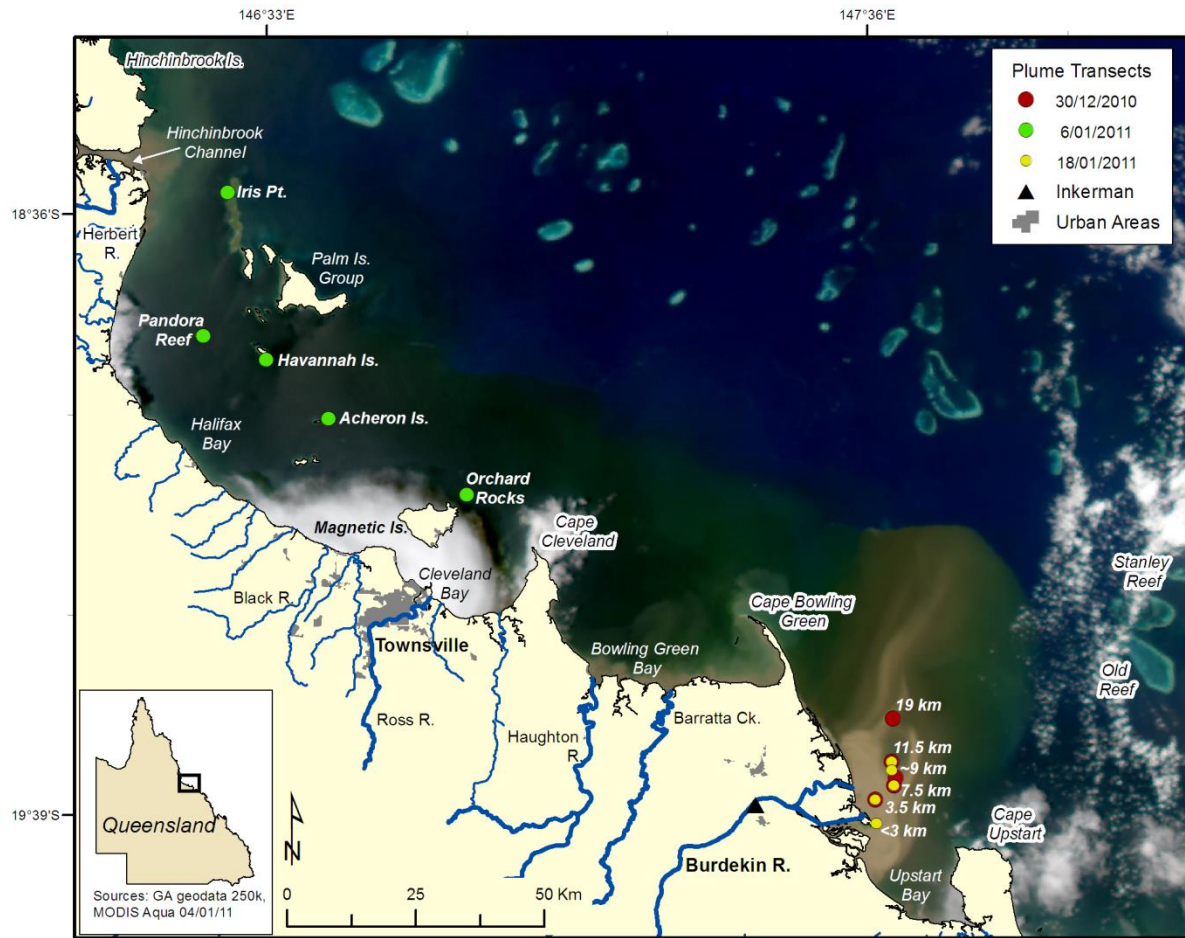 146°33'E
147°36'E
Hinchinbrook Is.
Hinchinbrook
Channel
Plume Transects
30/12/2010
6/01/2011
18/01/2011
Inkerman
Urban Areas
Iris Pt.
18°36'S
Herbert
R.
Palm Is.
Group
Pandora
Reef
Havannah Is.
Acheron Is.
Halifax
Bay
Orchard
Rocks
Magnetic Is.
Cape
Cleveland
Cleveland
Bay
Stanley
Reef
Black R.
Cape Bowling
Green
Townsville
Bowling Green
Bay
Old
Reef
19 km
Ross R.
Haughton
R
Barratta Ck.
11.5 km
~9 km
7.5 km
3.5 km
<3 km
19°39'S
Cape
Upstart
Queensland
N
Burdekin R.
Upstart
Bay
Sources: GA geodata 250k,
MODIS Aqua 04/01/11
0 25 50 Km